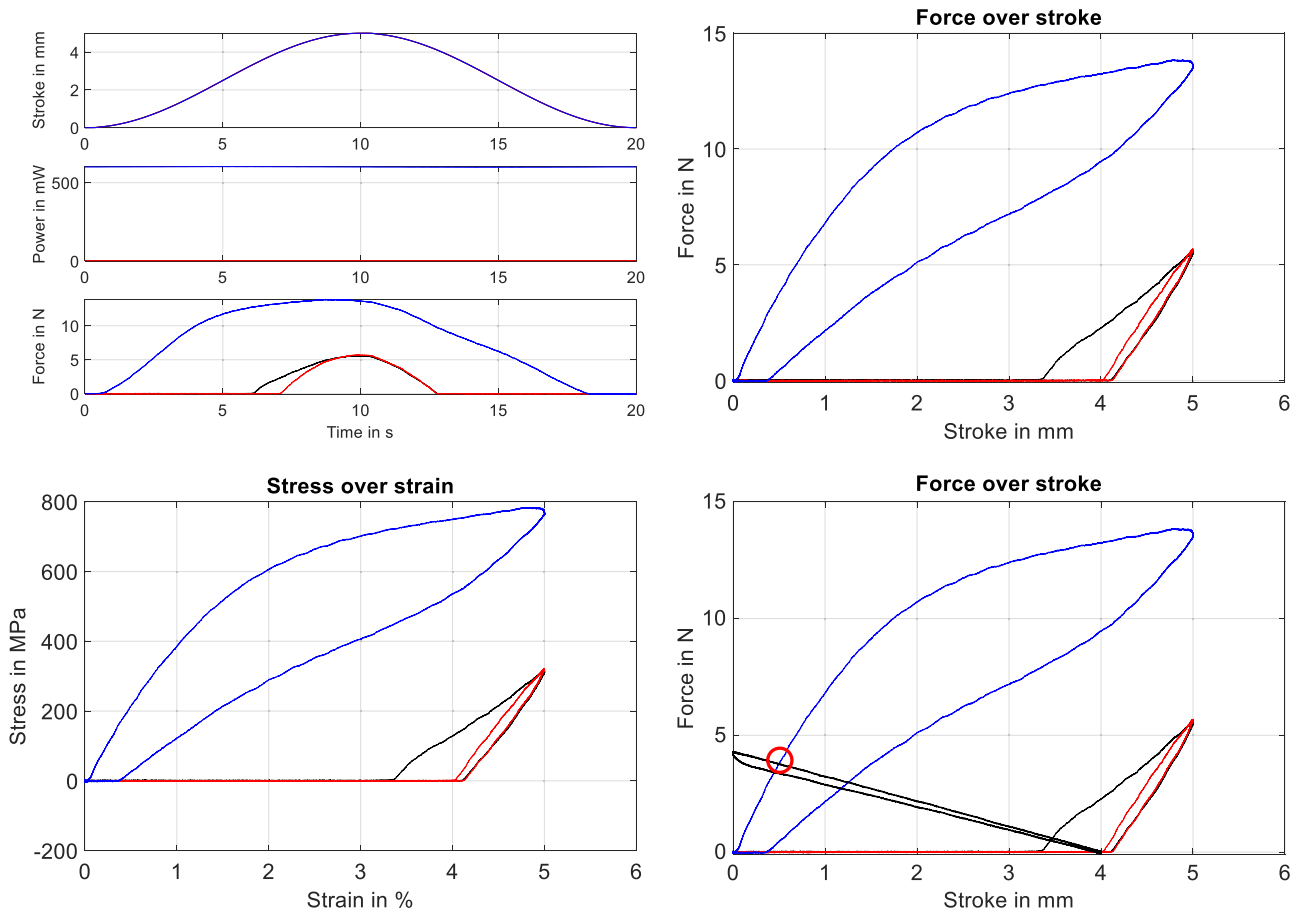 Stroke in mm
4
2
0
0 5 10 15 20
Power in mW
500
0
0 5 10 15 20
Force in N
10
5
0
0 5 10 15 20
Time in s
Force over stroke
Force in N
15
10
5
0
0 1 2 3 4 5 6
Stroke in mm
Stress over strain
Stress in MPa
800
600
400
200
0
-200
0 1 2 3 4 5 6
Strain in %
Force over stroke
Force in N
15
10
5
0
0 1 2 3 4 5 6
Stroke in mm